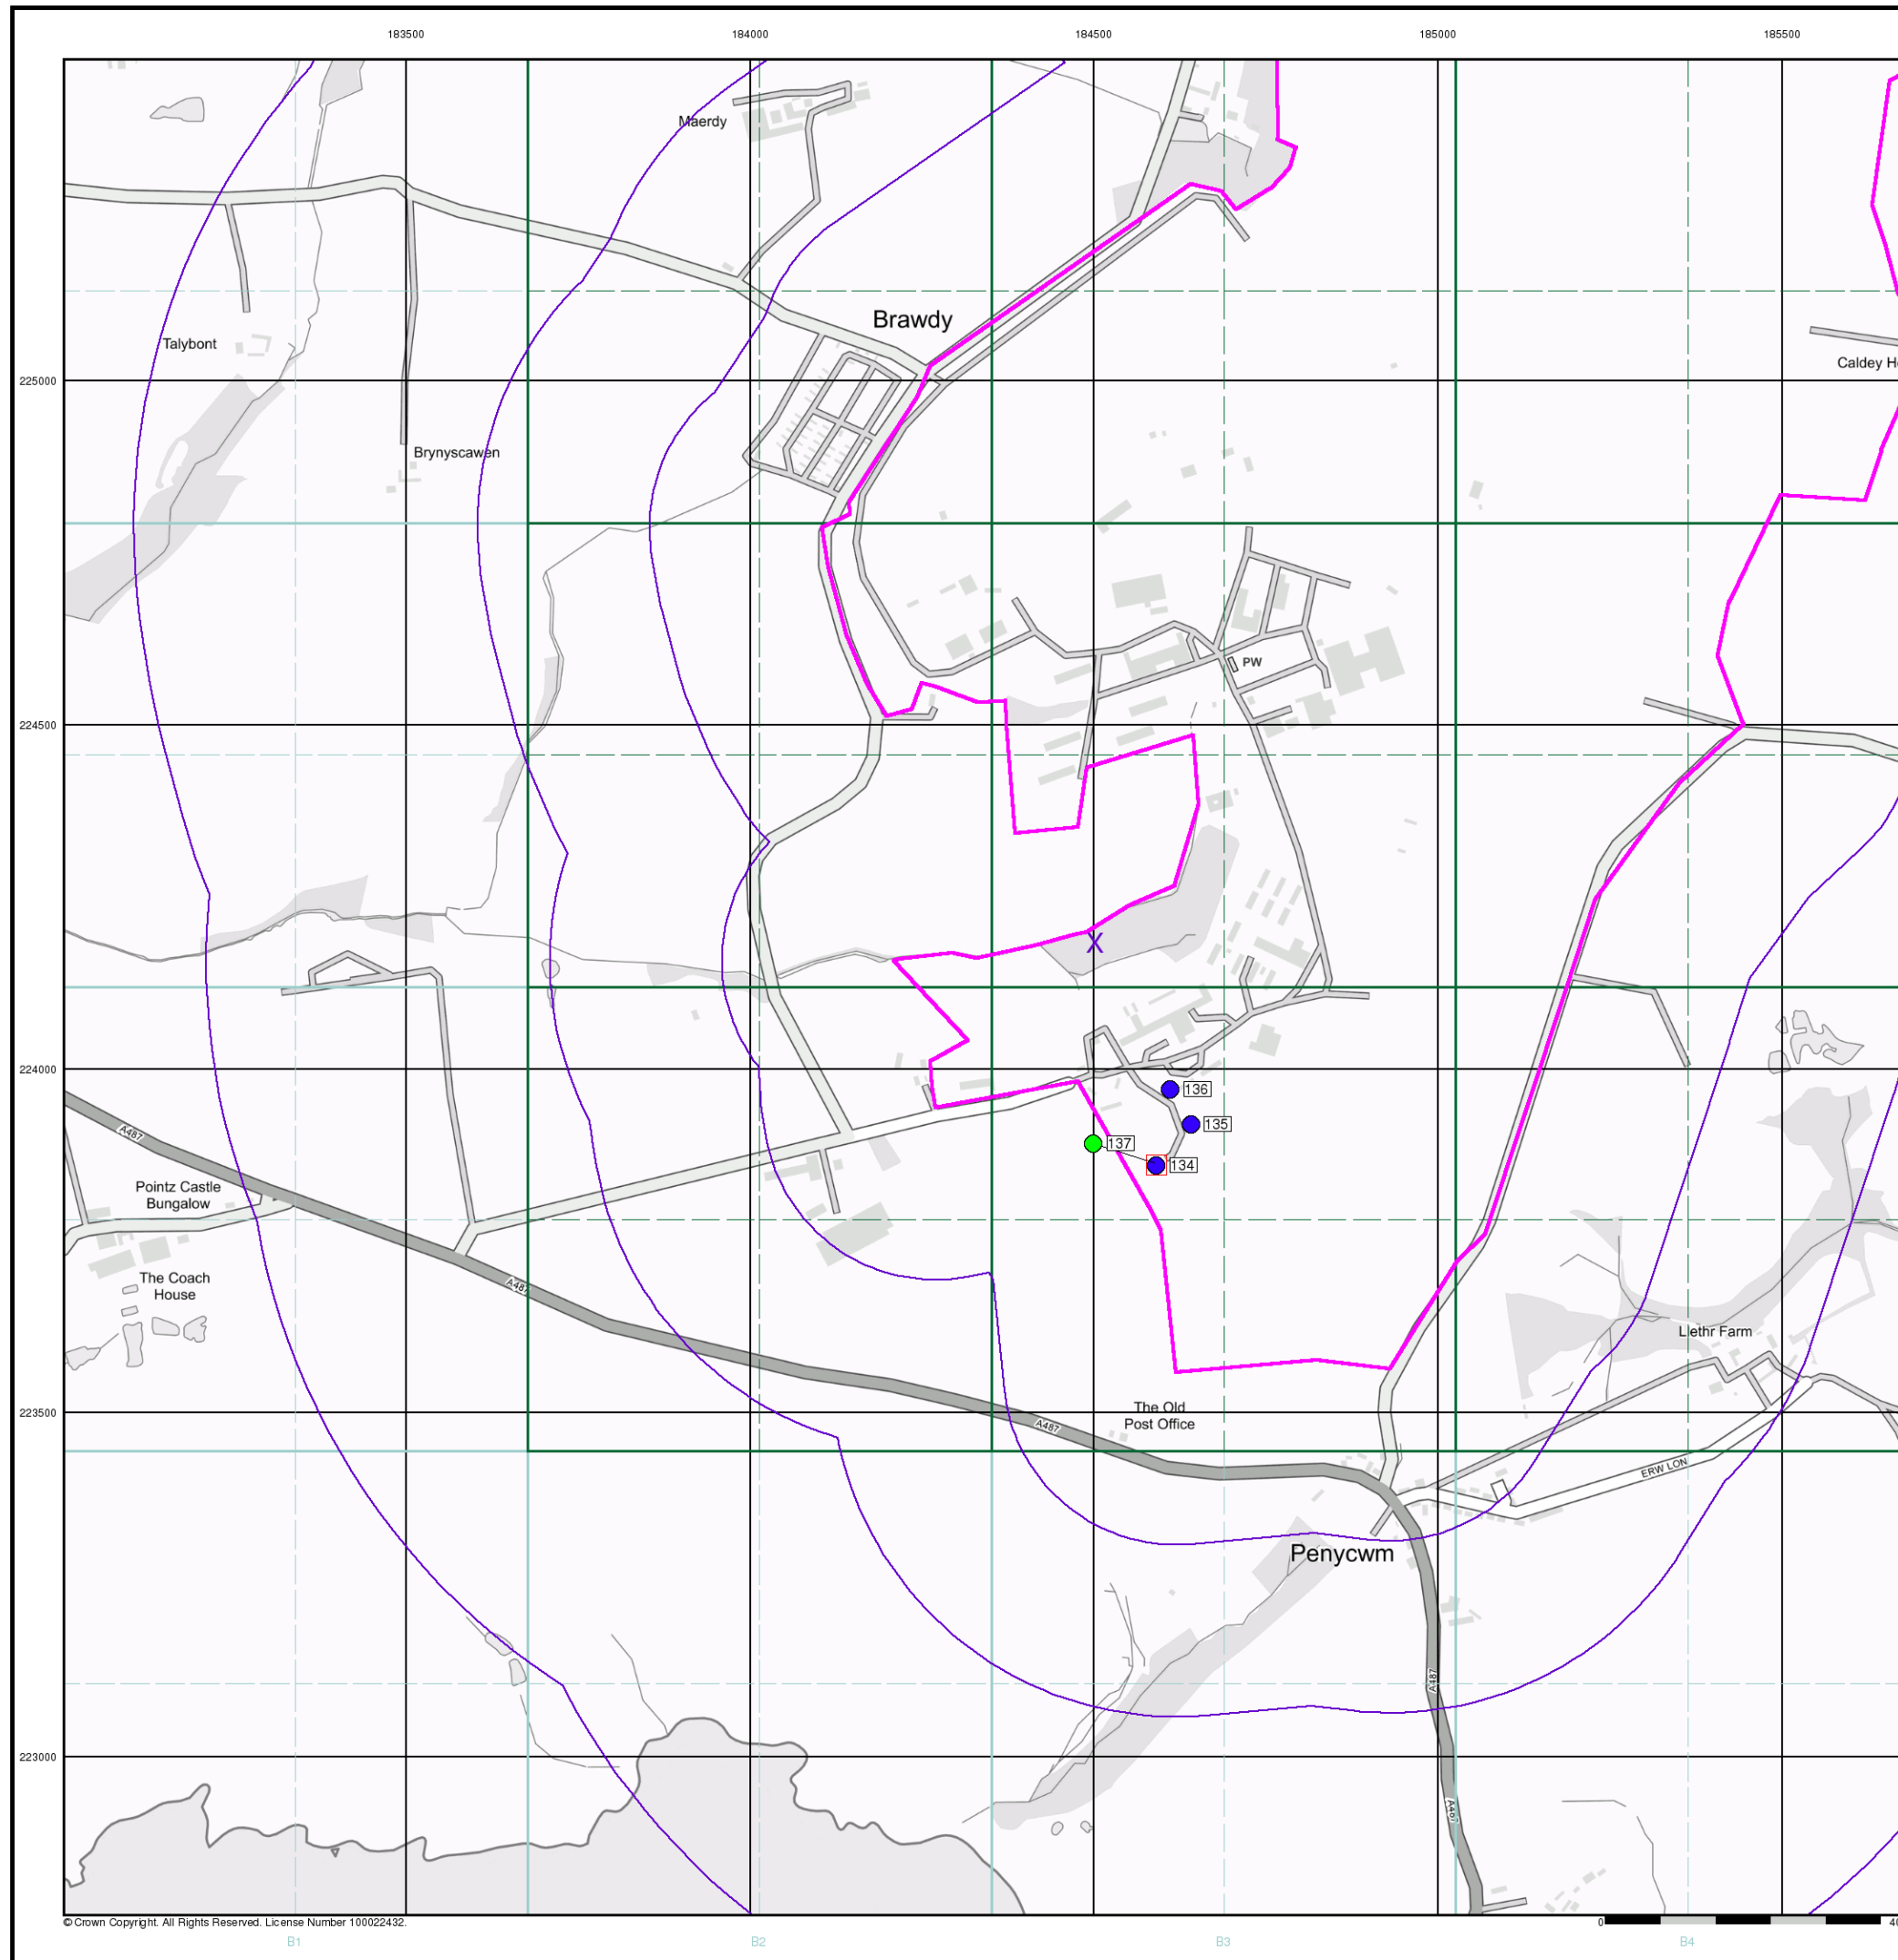 183500
184000
184500
185000
185500
Maerdy
Brawdy
Talybont
Caldey H
225000
Brynyscawen
PW
224500
224000
136
135
137
134
A487
Pointz Castle
Bungalow
The Coach
House
A487
Llethr Farm
The Old
Post Office
223500
A487
ERW LON
Penycwm
A487
223000
A487
© Crown Copyright. All Rights Reserved. License Number 100022432.
0
40
B1
B2
B3
B4
X